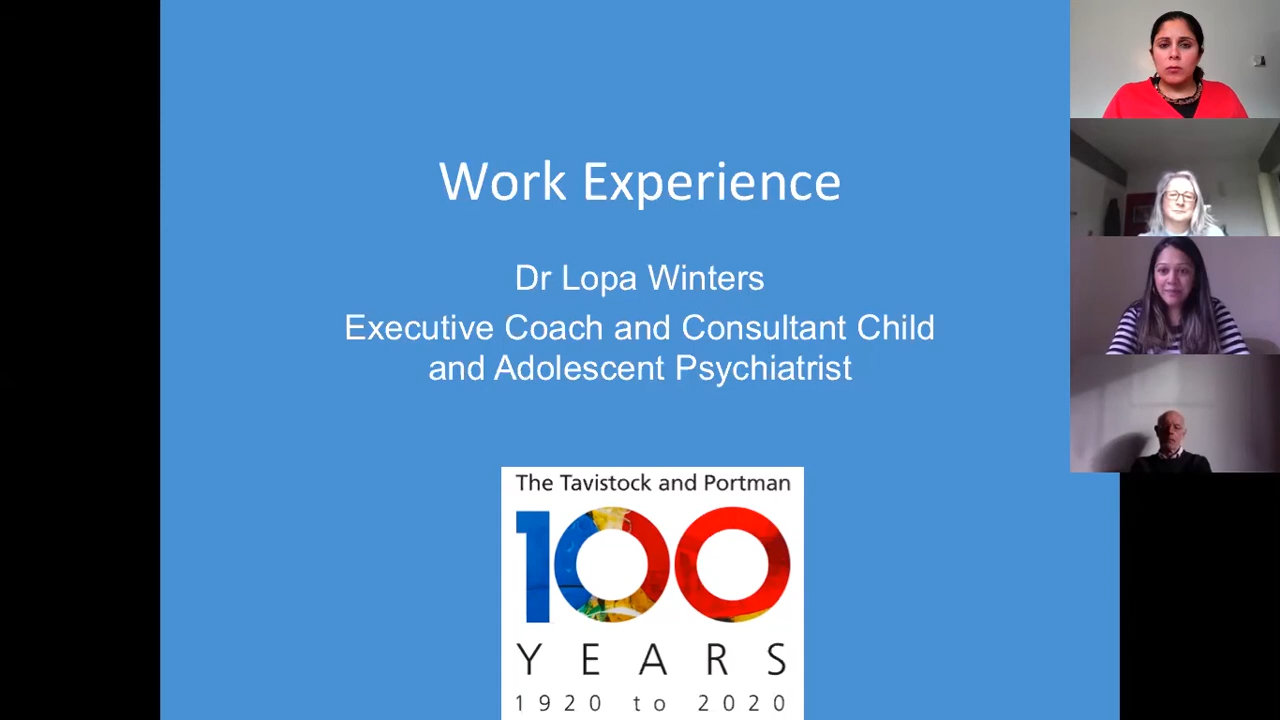 Work Experience
Dr Lopa Winters
Executive Coach and Consultant Child
and Adolescent Psychiatrist
The Tavistock and Portman
100
YEARS
1920 to 2020